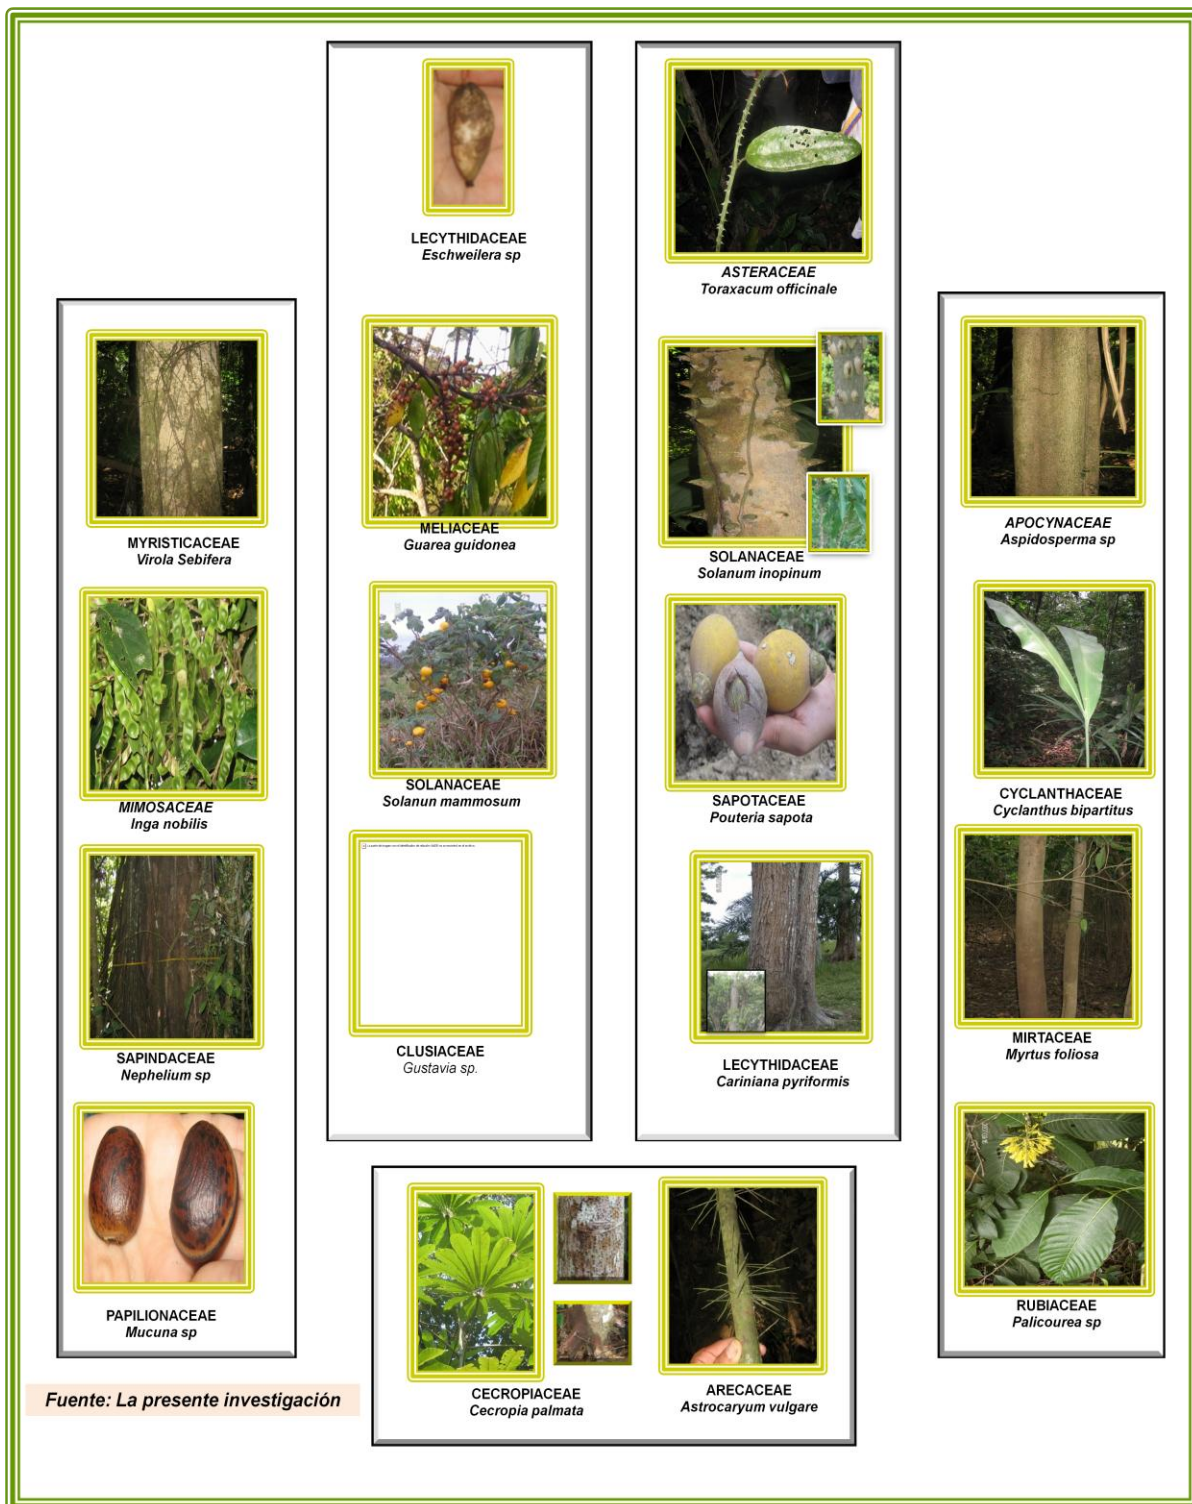 LECYTHIDACEAE
Eschweilera sp
MELIACEAE
Guarea guidonea
SOLANACEAE
Solanun mammosum
CLUSIACEAE
Gustavia sp.
ASTERACEAE
Toraxacum officinale
SOLANACEAE
Solanum inopinum
SAPOTACEAE
Pouteria sapota
LECYTHIDACEAE
Cariniana pyriformis
MYRISTICACEAE
Virola Sebifera
MIMOSACEAE
Inga nobilis
SAPINDACEAE
Nephelium sp
PAPILIONACEAE
Mucuna sp
APOCYNACEAE
Aspidosperma sp
CYCLANTHACEAE
Cyclanthus bipartitus
MIRTACEAE
Myrtus foliosa
RUBIACEAE
Palicourea sp
CECROPIACEAE
Cecropia palmata
ARECACEAE
Astrocaryum vulgare
Fuente: La presente investigación